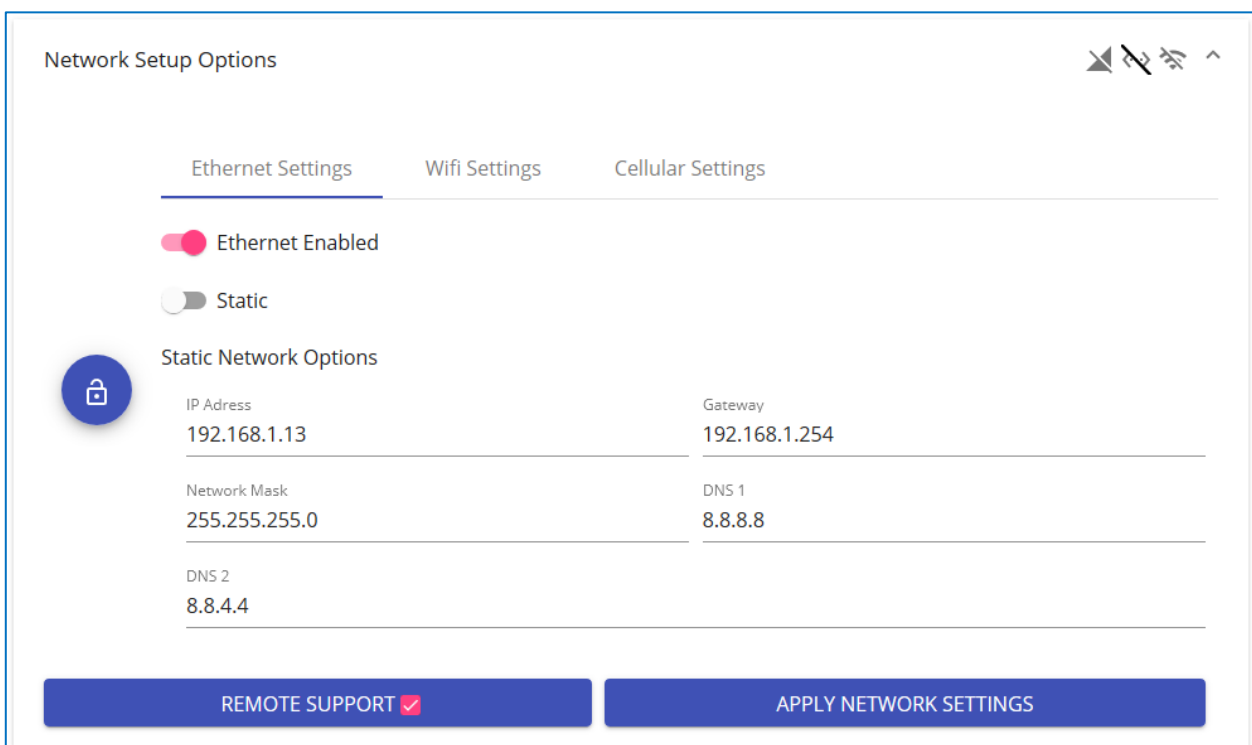 Network Setup Options
Ethernet Settings Wifi Settings Cellular Settings
Ethernet Enabled
Static
Static Network Options
IP Adress Gateway
192.168.1.13 192.168.1.254
Network Mask DNS 1
255.255.255.0 8.8.8.8
DNS 2
8.8.4.4
REMOTE SUPPORT APPLY NETWORK SETTINGS